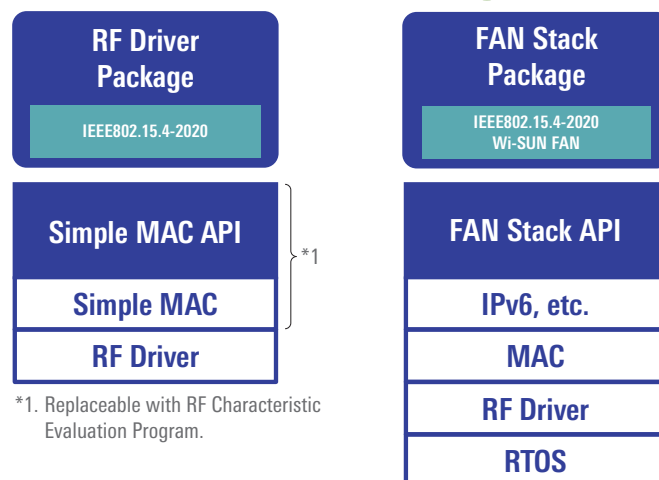 RF Driver
Package
IEEE802.15.4-2020
Simple MAC API
*1
Simple MAC
RF Driver
*1. Replaceable with RF Characteristic
Evaluation Program.
FAN Stack
Package
IEEE802.15.4-2020
Wi-SUN FAN
FAN Stack API
IPv6, etc.
MAC
RF Driver
RTOS